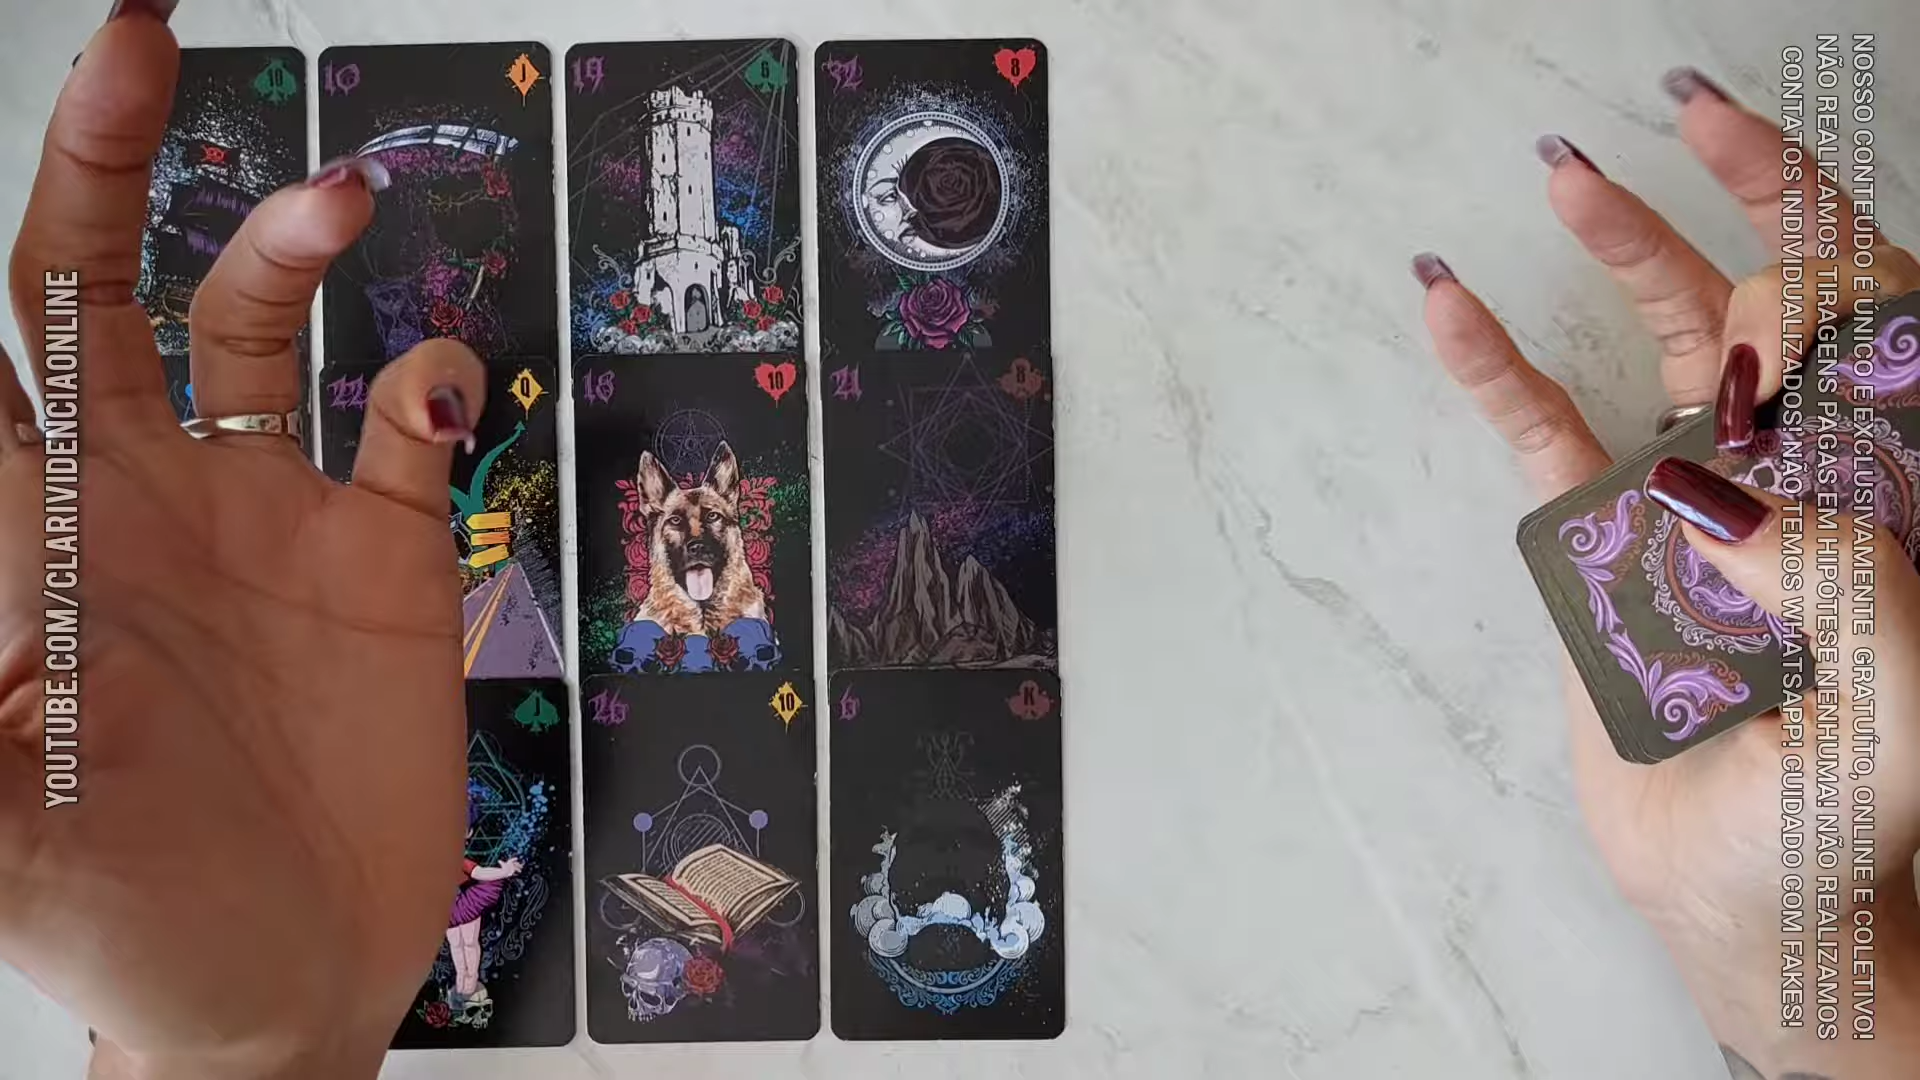 YOUTUBE.COM/CLARIVIDENCIAONLINE
10
10
J
19
6
32
8
22
Q
18
10
21
8
J
26
10
6
K
NOSSO CONTEÚDO É ÚNICO E EXCLUSIVAMENTE GRATUÍTO, ONLINE E COLETIVO!
NÃO REALIZAMOS TIRAGENS PAGAS EM HIPÓTESE NENHUMA! NÃO REALIZAMOS
CONTATOS INDIVIDUALIZADOS! NÃO TEMOS WHATSAPP! CUIDADO COM FAKES!